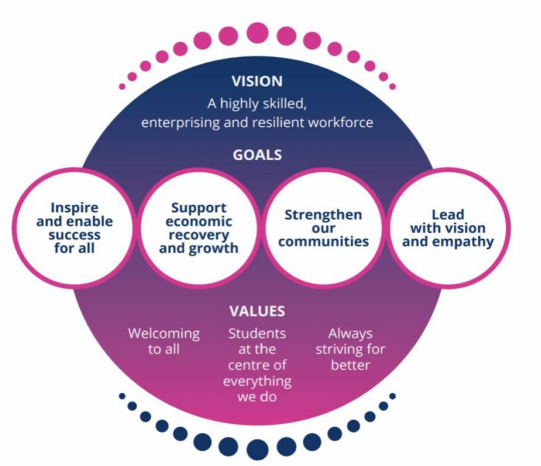 VISION
A highly skilled,
enterprising and resilient workforce
GOALS
Inspire
and enable
success
for all
Support
economic
recovery
and growth
Strengthen
our
communities
Lead
with vision
and empathy
VALUES
Welcoming
to all
Students
at the
centre of
everything
we do
Always
striving for
better